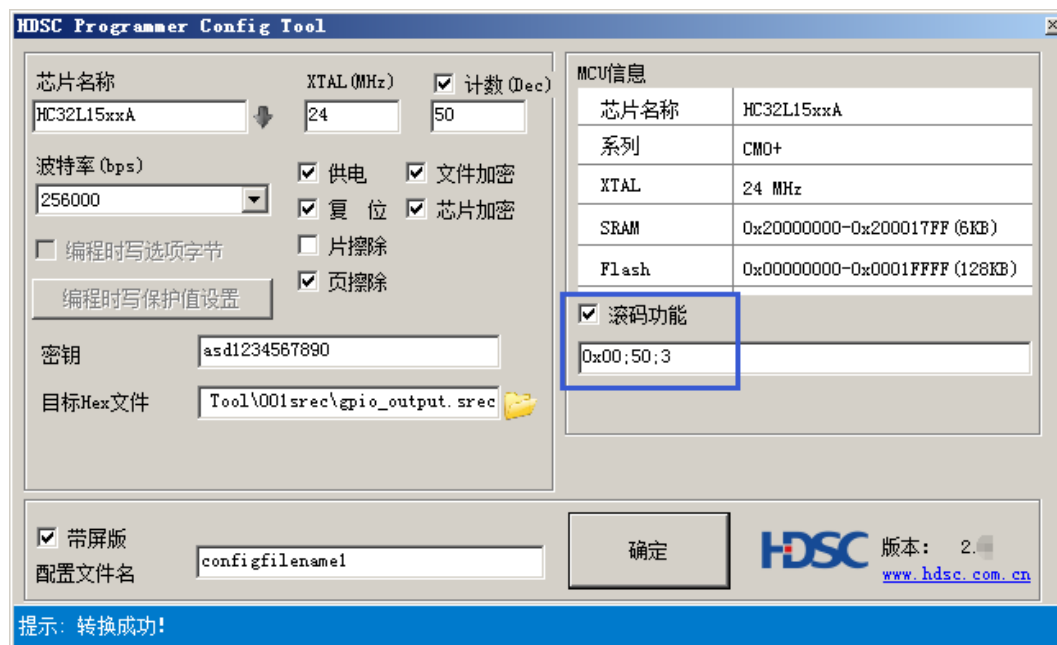 HDSC Programmer Config Tool
芯片名称
XTAL(MHz)
计数(Dec)
HC32L15xxA
24
50
波特率(bps)
256000
供电
文件加密
复 位
芯片加密
编程时写选项字节
片擦除
页擦除
编程时写保护值设置
密钥
asd1234567890
目标Hex文件
Tool\001srec\gpio_output.srec
MCU信息
芯片名称 HC32L15xxA
系列 CM0+
XTAL 24 MHz
SRAM 0x20000000-0x200017FF(6KB)
Flash 0x00000000-0x0001FFFF(128KB)
滚码功能
0x00;50;3
带屏版
配置文件名
configfilename1
确定
HDSC
版本: 2.
www.hdsc.com.cn
提示: 转换成功!